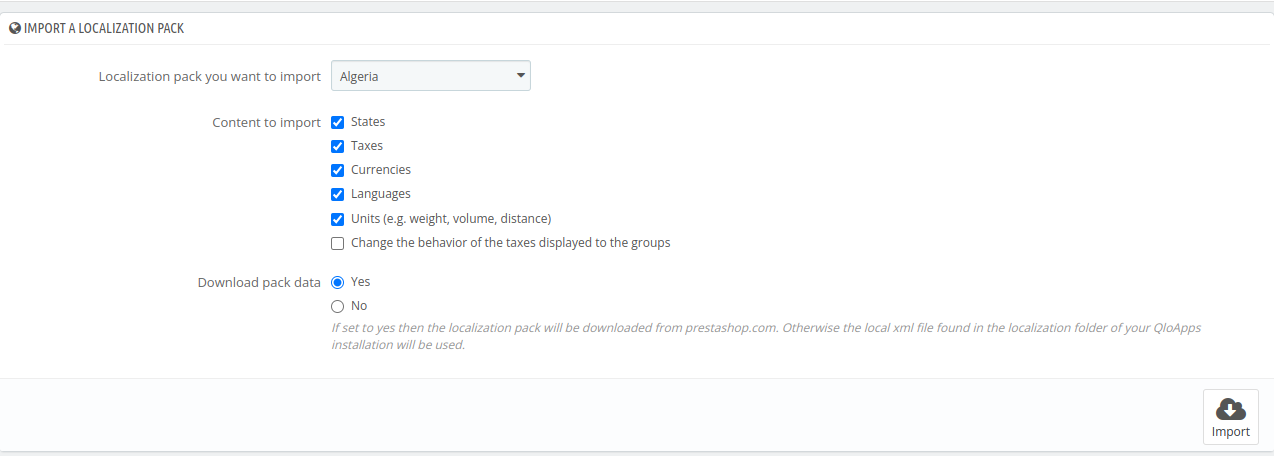 IMPORT A LOCALIZATION PACK
Localization pack you want to import
Algeria
Content to import
States
Taxes
Currencies
Languages
Units (e.g. weight, volume, distance)
Change the behavior of the taxes displayed to the groups
Download pack data
Yes
No
If set to yes then the localization pack will be downloaded from prestashop.com. Otherwise the local xml file found in the localization folder of your QloApps
installation will be used.
Import